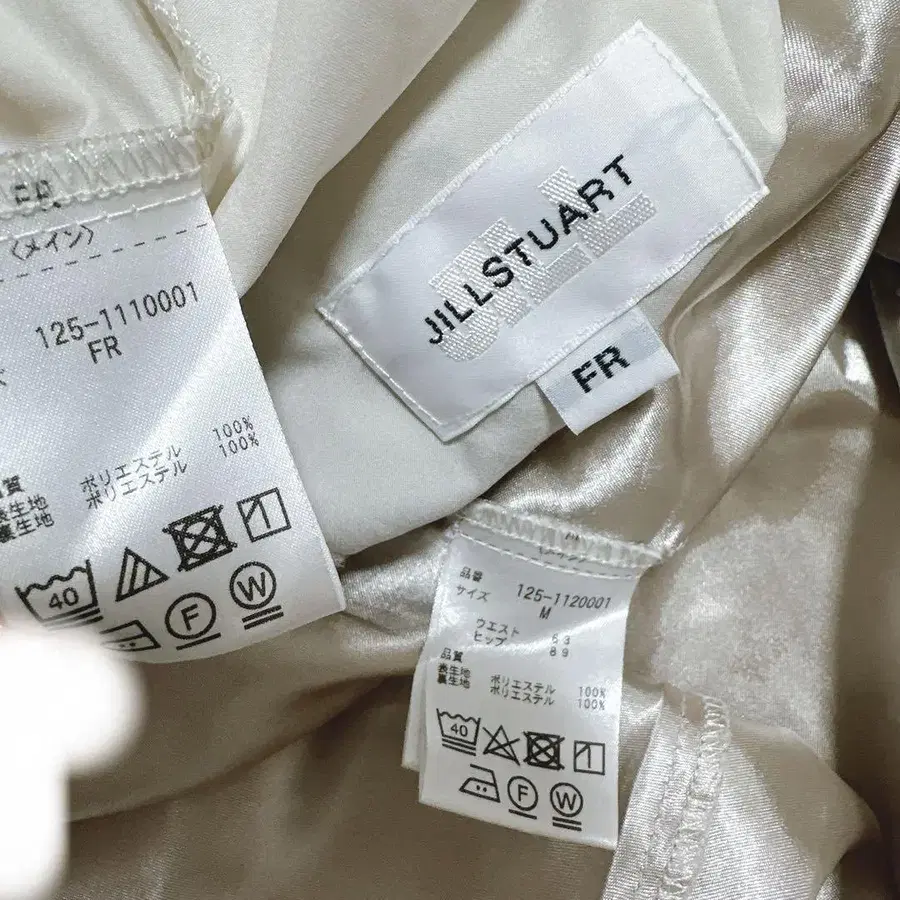 FR
〈メイン〉
125-1110001
FR
品質
表生地 ポリエステル 100%
裏生地 ポリエステル 100%
40
F
W
JILLSTUART
FR
品番 125-1120001
サイズ M
ウエスト 63
ヒップ 89
品質
表生地 ポリエステル 100%
裏生地 ポリエステル 100%
40
F
W